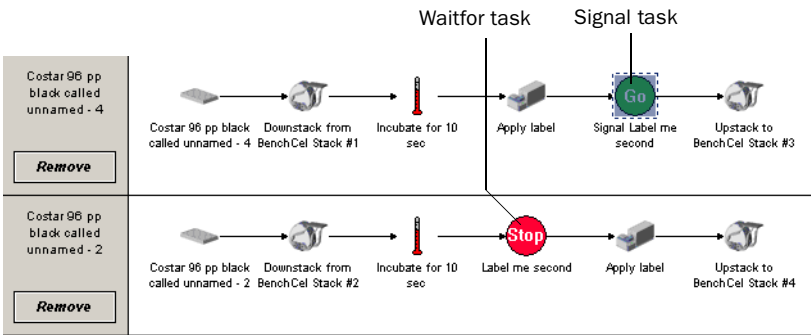 Waitfor task
Signal task
Costar 96 pp
black called
unnamed - 4
Remove
Go
Costar 96 pp black
called unnamed - 4
Downstack from
BenchCel Stack #1
Incubate for 10
sec
Apply label
Signal Label me
second
Upstack to
BenchCel Stack #3
Costar 96 pp
black called
unnamed - 2
Remove
Stop
Costar 96 pp black
called unnamed - 2
Downstack from
BenchCel Stack #2
Incubate for 10
sec
Label me second
Apply label
Upstack to
BenchCel Stack #4